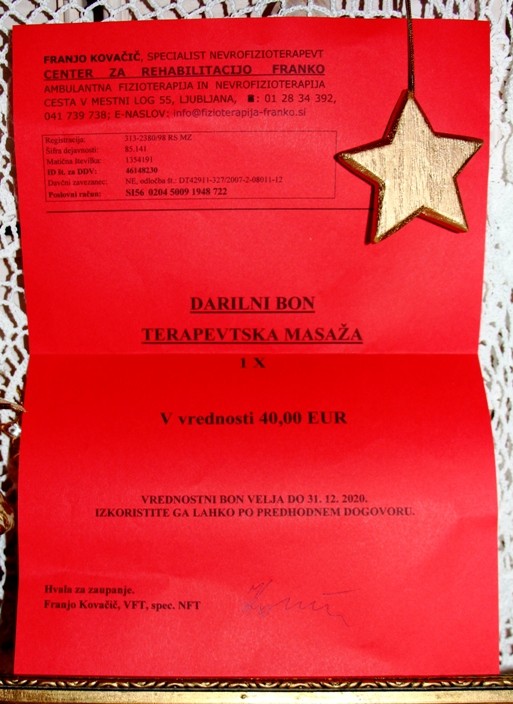 FRANJO KOVAČIČ, SPECIALIST NEVROFIZIOTERAPEVT
CENTER ZA REHABILITACIJO FRANKO
AMBULANTNA FIZIOTERAPIJA IN NEVROFIZIOTERAPIJA
CESTA V MESTNI LOG 55, LJUBLJANA, ☎: 01 28 34 392,
041 739 738; E-NASLOV: info@fizioterapija-franko.si
Registracija: 313-2380/98 RS MZ
Šifra dejavnosti: 85.141
Matična številka: 1354191
ID št. za DDV: 46148230
Davčni zavezanec: NE, odločba št.: DT42911-327/2007-2-08011-12
Poslovni račun: SI56 0204 5009 1948 722
DARILNI BON
TERAPEVTSKA MASAŽA
1 X
V vrednosti 40,00 EUR
VREDNOSTNI BON VELJA DO 31. 12. 2020.
IZKORISTITE GA LAHKO PO PREDHODNEM DOGOVORU.
Hvala za zaupanje.
Franjo Kovačič, VFT, spec. NFT